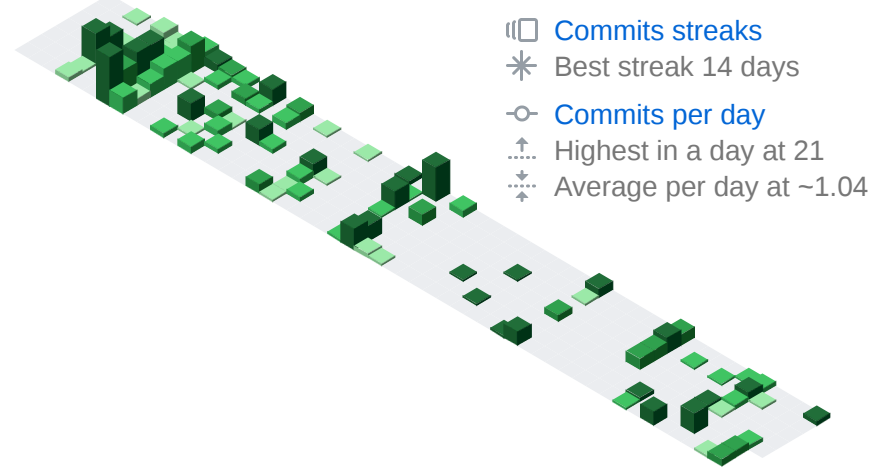 Commits streaks
Best streak 14 days
Commits per day
Highest in a day at 21
Average per day at ~1.04